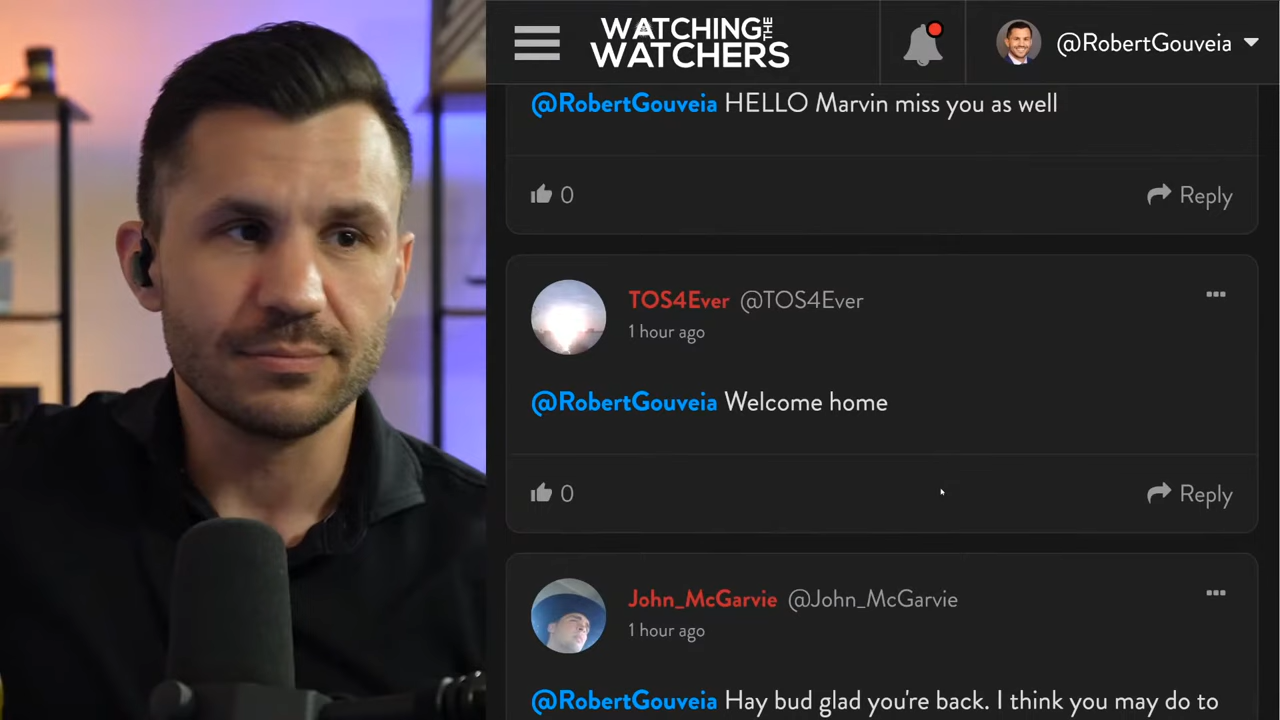 WATCHING THE
WATCHERS
@RobertGouveia
@RobertGouveia HELLO Marvin miss you as well
0
Reply
TOS4Ever @TOS4Ever
1 hour ago
@RobertGouveia Welcome home
0
Reply
John_McGarvie @John_McGarvie
1 hour ago
@RobertGouveia Hay bud glad you're back. I think you may do to